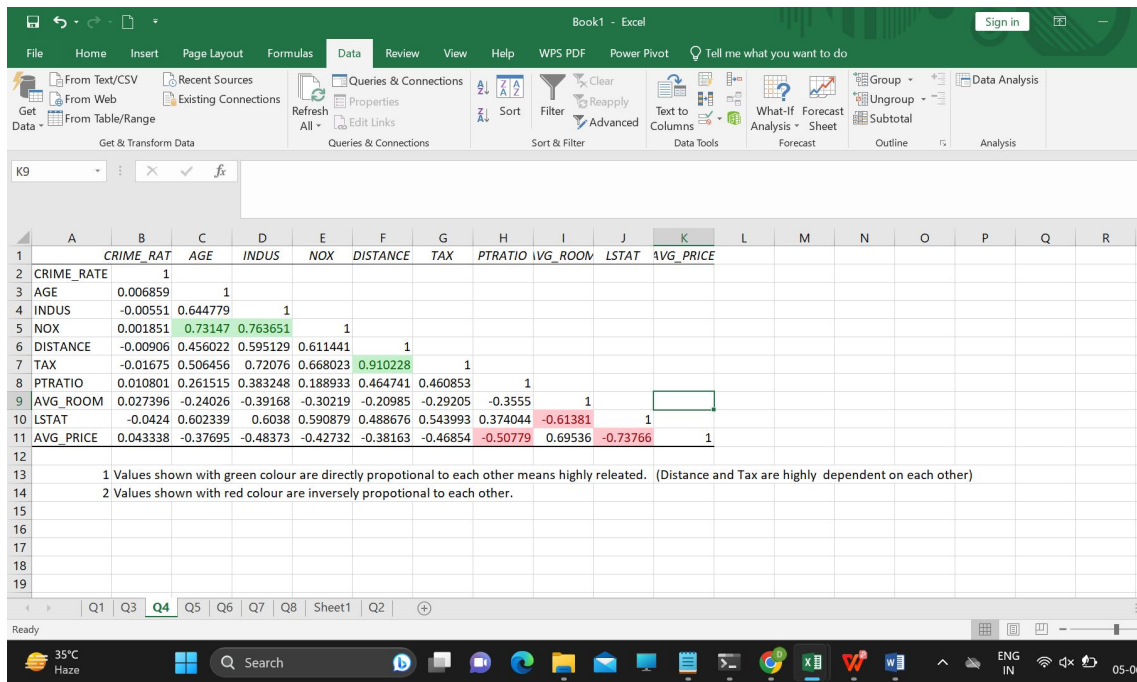 Book1 - Excel
Sign in
File Home Insert Page Layout Formulas Data Review View Help WPS PDF Power Pivot Tell me what you want to do
From Text/CSV Recent Sources Queries & Connections Clear Group Data Analysis
From Web Existing Connections Properties Reapply Ungroup
Get Data From Table/Range Refresh All Edit Links Sort Filter Advanced Text to Columns What-If Analysis Forecast Sheet Subtotal
Get & Transform Data Queries & Connections Sort & Filter Data Tools Forecast Outline Analysis
K9 fx
A B C D E F G H I J K L M N O P Q R
1 CRIME_RAT AGE INDUS NOX DISTANCE TAX PTRATIO AVG_ROOM LSTAT AVG_PRICE
2 CRIME_RATE 1
3 AGE 0.006859 1
4 INDUS -0.00551 0.644779 1
5 NOX 0.001851 0.73147 0.763651 1
6 DISTANCE -0.00906 0.456022 0.595129 0.611441 1
7 TAX -0.01675 0.506456 0.72076 0.668023 0.910228 1
8 PTRATIO 0.010801 0.261515 0.383248 0.188933 0.464741 0.460853 1
9 AVG_ROOM 0.027396 -0.24026 -0.39168 -0.30219 -0.20985 -0.29205 -0.3555 1
10 LSTAT -0.0424 0.602339 0.6038 0.590879 0.488676 0.543993 0.374044 -0.61381 1
11 AVG_PRICE 0.043338 -0.37695 -0.48373 -0.42732 -0.38163 -0.46854 -0.50779 0.69536 -0.73766 1
12
13 1 Values shown with green colour are directly propotional to each other means highly releated. (Distance and Tax are highly dependent on each other)
14 2 Values shown with red colour are inversely propotional to each other.
15
16
17
18
19
Q1 Q3 Q4 Q5 Q6 Q7 Q8 Sheet1 Q2
Ready
35°C
Haze
Search
ENG
IN
05-0